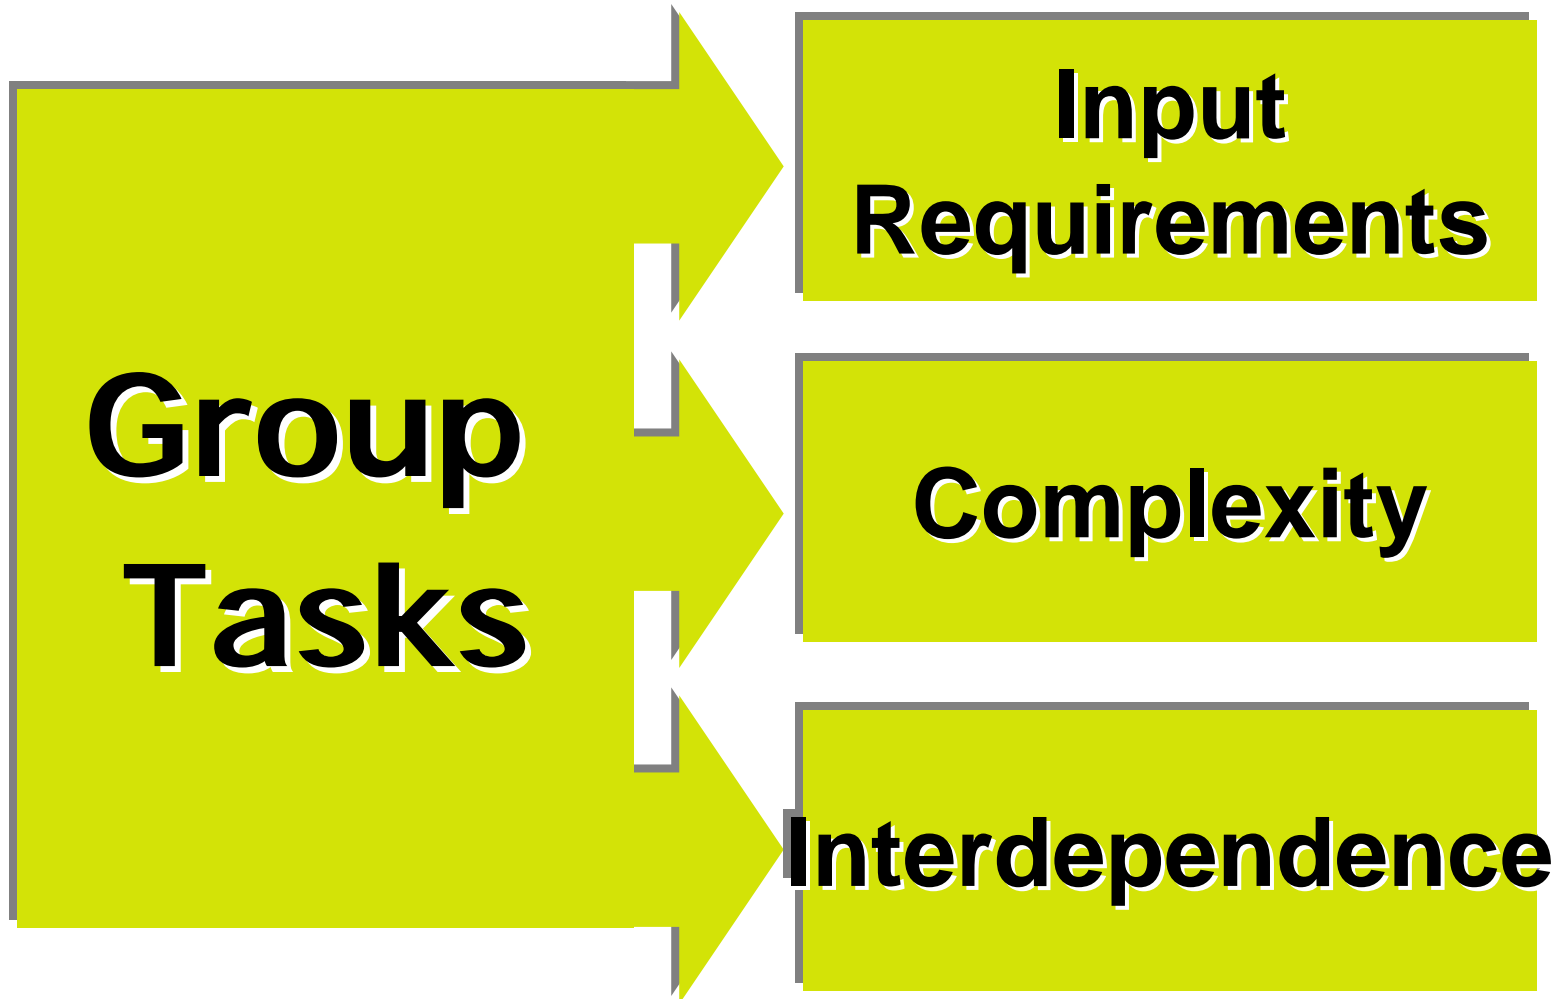 Group
Tasks
Input
Requirements
Complexity
Interdependence